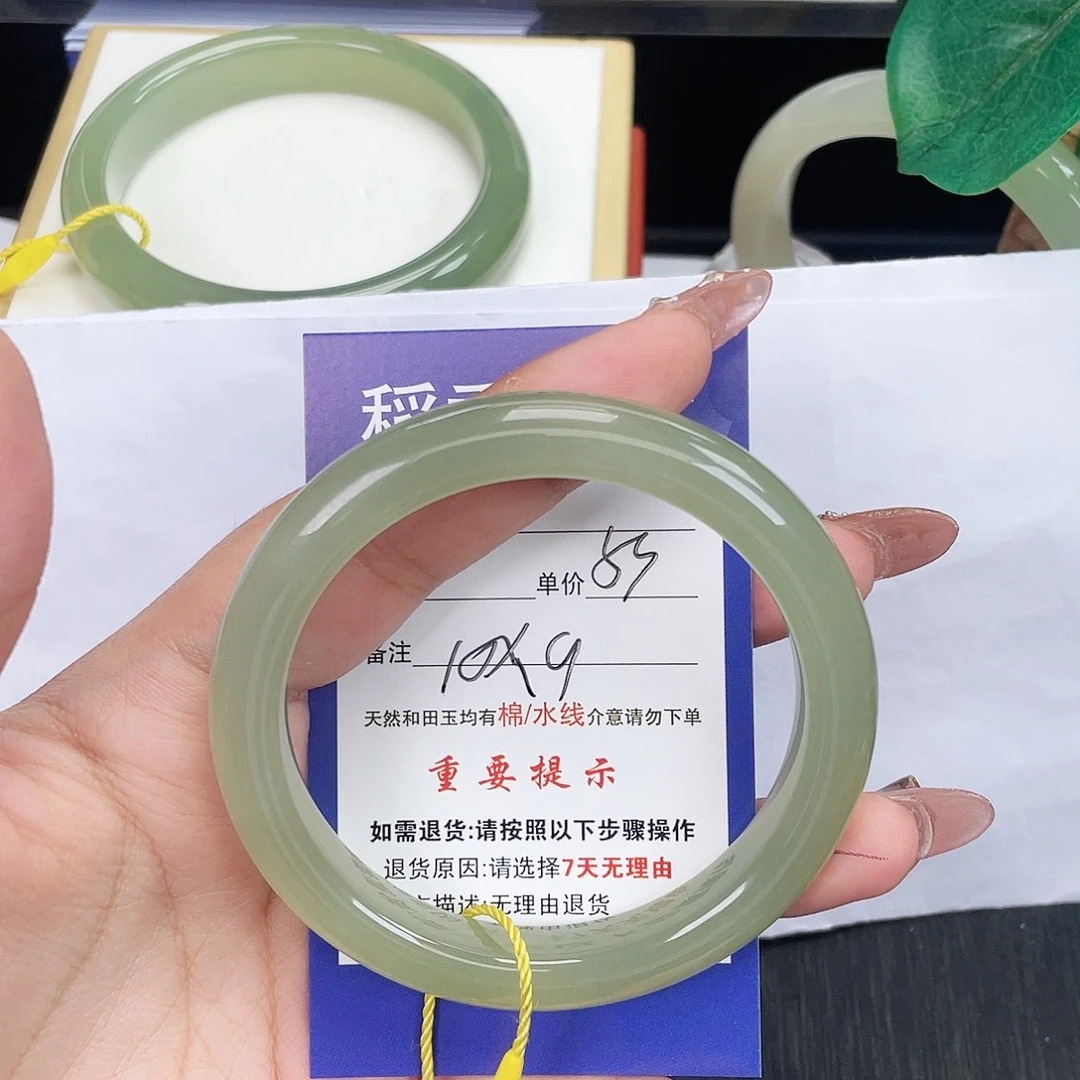 稻
单价 85
备注 10X9
天然和田玉均有棉/水线介意请勿下单
重要提示
如需退货:请按照以下步骤操作
退货原因:请选择7天无理由
描述:无理由退货